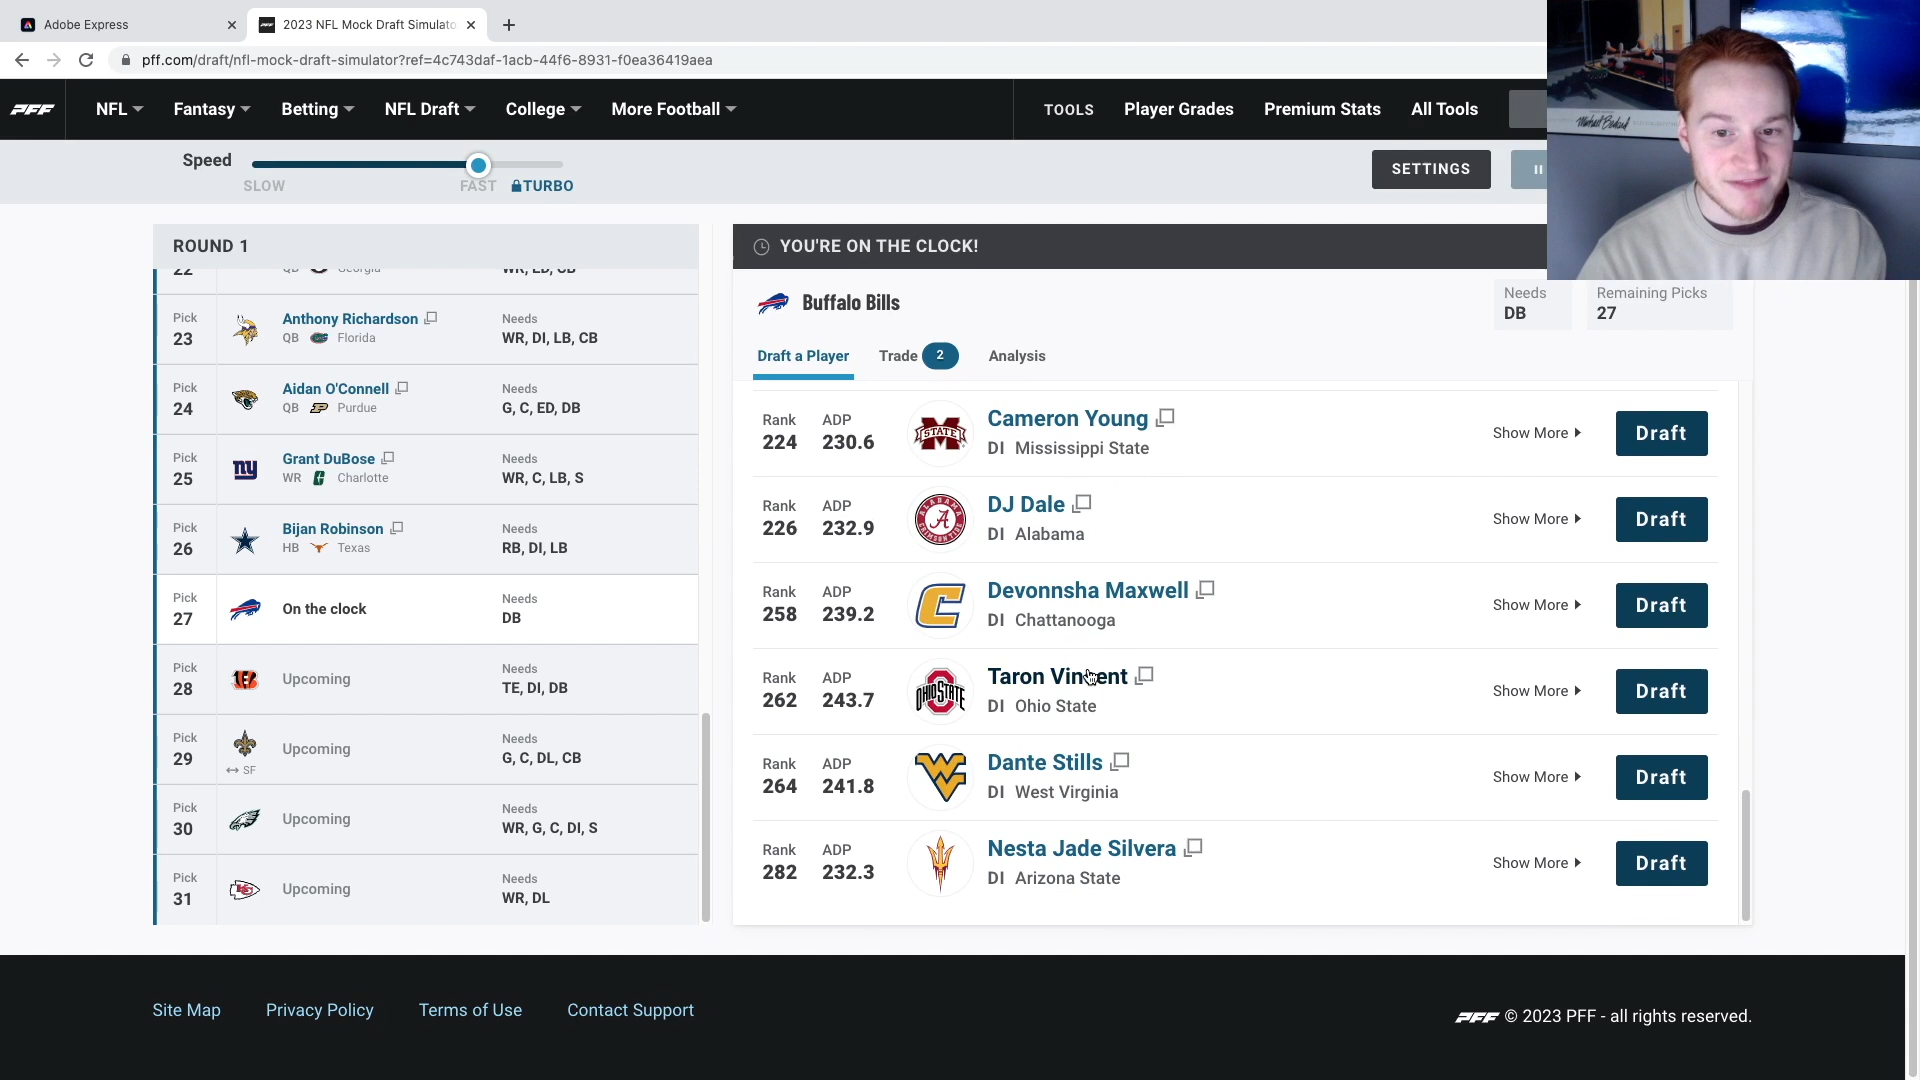 Adobe Express
2023 NFL Mock Draft Simulato
pff.com/draft/nfl-mock-draft-simulator?ref=4c743daf-1acb-44f6-8931-f0ea36419aea
PFF
NFL
Fantasy
Betting
NFL Draft
College
More Football
TOOLS
Player Grades
Premium Stats
All Tools
Speed
SLOW
FAST
TURBO
SETTINGS
ROUND 1
22
QB
Georgia
WR, ED, CB
Pick
23
Anthony Richardson
QB Florida
Needs
WR, DI, LB, CB
Pick
24
Aidan O'Connell
QB Purdue
Needs
G, C, ED, DB
Pick
25
Grant DuBose
WR Charlotte
Needs
WR, C, LB, S
Pick
26
Bijan Robinson
HB Texas
Needs
RB, DI, LB
Pick
27
On the clock
Needs
DB
Pick
28
Upcoming
Needs
TE, DI, DB
Pick
29
SF
Upcoming
Needs
G, C, DL, CB
Pick
30
Upcoming
Needs
WR, G, C, DI, S
Pick
31
Upcoming
Needs
WR, DL
YOU'RE ON THE CLOCK!
Buffalo Bills
Needs
DB
Remaining Picks
27
Draft a Player
Trade 2
Analysis
Rank
224
ADP
230.6
STATE
Cameron Young
DI Mississippi State
Show More
Draft
Rank
226
ADP
232.9
DJ Dale
DI Alabama
Show More
Draft
Rank
258
ADP
239.2
Devonnsha Maxwell
DI Chattanooga
Show More
Draft
Rank
262
ADP
243.7
OHIO STATE
Taron Vincent
DI Ohio State
Show More
Draft
Rank
264
ADP
241.8
Dante Stills
DI West Virginia
Show More
Draft
Rank
282
ADP
232.3
Nesta Jade Silvera
DI Arizona State
Show More
Draft
Site Map
Privacy Policy
Terms of Use
Contact Support
PFF © 2023 PFF - all rights reserved.